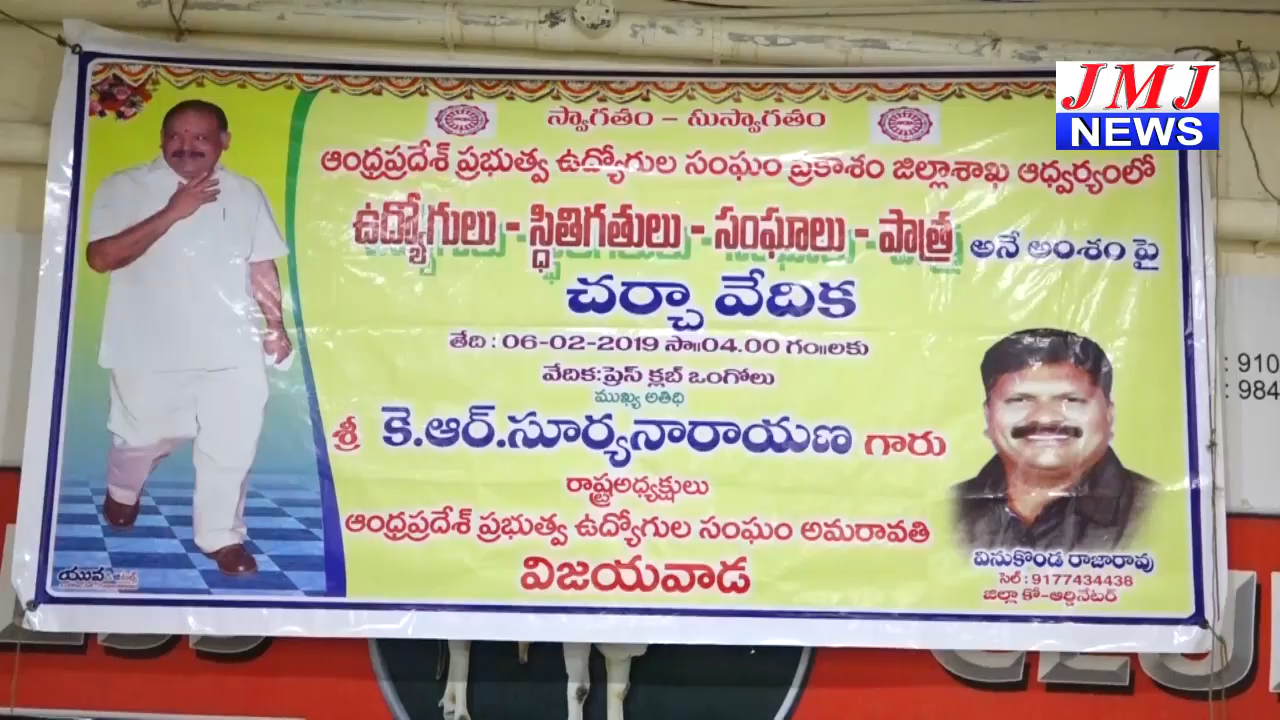 JMJ
NEWS
స్వాగతం - సుస్వాగతం
ఆంధ్రప్రదేశ్ ప్రభుత్వ ఉద్యోగుల సంఘం ప్రకాశం జిల్లాశాఖ ఆధ్వర్యంలో
ఉద్యోగులు - స్థితిగతులు - సంఘాలు - పాత్ర అనే అంశం పై
చర్చా వేదిక
తేది : 06-02-2019 సా॥04.00 గం॥లకు
వేదిక:ప్రెస్ క్లబ్ ఒంగోలు
ముఖ్య అతిధి
శ్రీ కె.ఆర్.సూర్యనారాయణ గారు
రాష్ట్రఅధ్యక్షులు
ఆంధ్రప్రదేశ్ ప్రభుత్వ ఉద్యోగుల సంఘం అమరావతి
విజయవాడ
వినుకొండ రాజారావు
సెల్ : 9177434438
జిల్లా కో-ఆర్డినేటర్
యువ
: 910
: 984